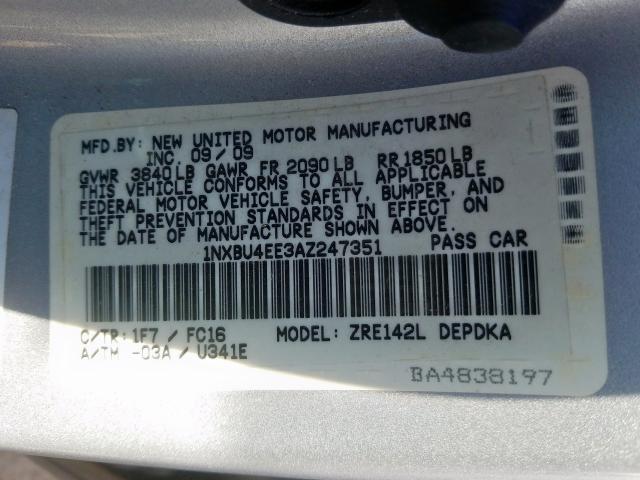 MFD.BY: NEW UNITED MOTOR MANUFACTURING
INC. 09/09
GVWR 3840LB GAWR FR 2090LB RR 1850LB
THIS VEHICLE CONFORMS TO ALL APPLICABLE
FEDERAL MOTOR VEHICLE SAFETY, BUMPER, AND
THEFT PREVENTION STANDARDS IN EFFECT ON
THE DATE OF MANUFACTURE SHOWN ABOVE.
1NXBU4EE3AZ247351 PASS CAR
C/TR: 1F7 / FC16 MODEL: ZRE142L DEPDKA
A/TM -03A / U341E
BA4838197